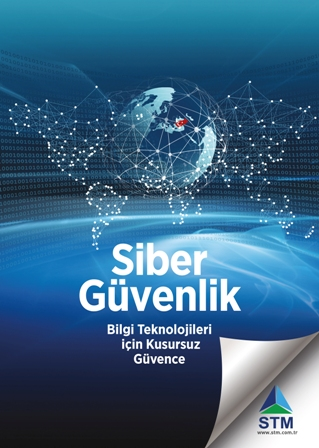 Siber
Güvenlik
Bilgi Teknolojileri
için Kusursuz
Güvence
STM
www.stm.com.tr